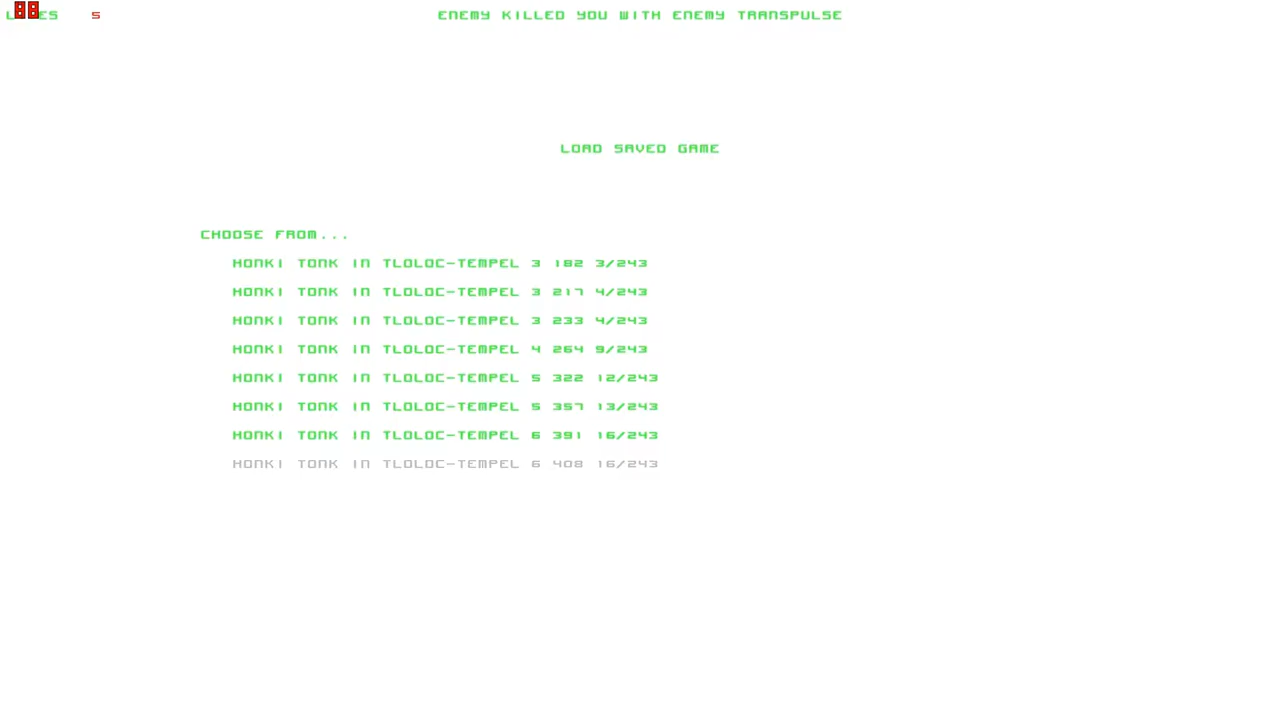 5
ENEMY KILLED YOU WITH ENEMY TRANSPULSE
LOAD SAVED GAME
CHOOSE FROM...
HONKI TONK IN TLOLOC-TEMPEL 3 182 3/243
HONKI TONK IN TLOLOC-TEMPEL 3 217 4/243
HONKI TONK IN TLOLOC-TEMPEL 3 233 4/243
HONKI TONK IN TLOLOC-TEMPEL 4 264 9/243
HONKI TONK IN TLOLOC-TEMPEL 5 322 12/243
HONKI TONK IN TLOLOC-TEMPEL 5 357 13/243
HONKI TONK IN TLOLOC-TEMPEL 6 391 16/243
HONKI TONK IN TLOLOC-TEMPEL 6 408 16/243